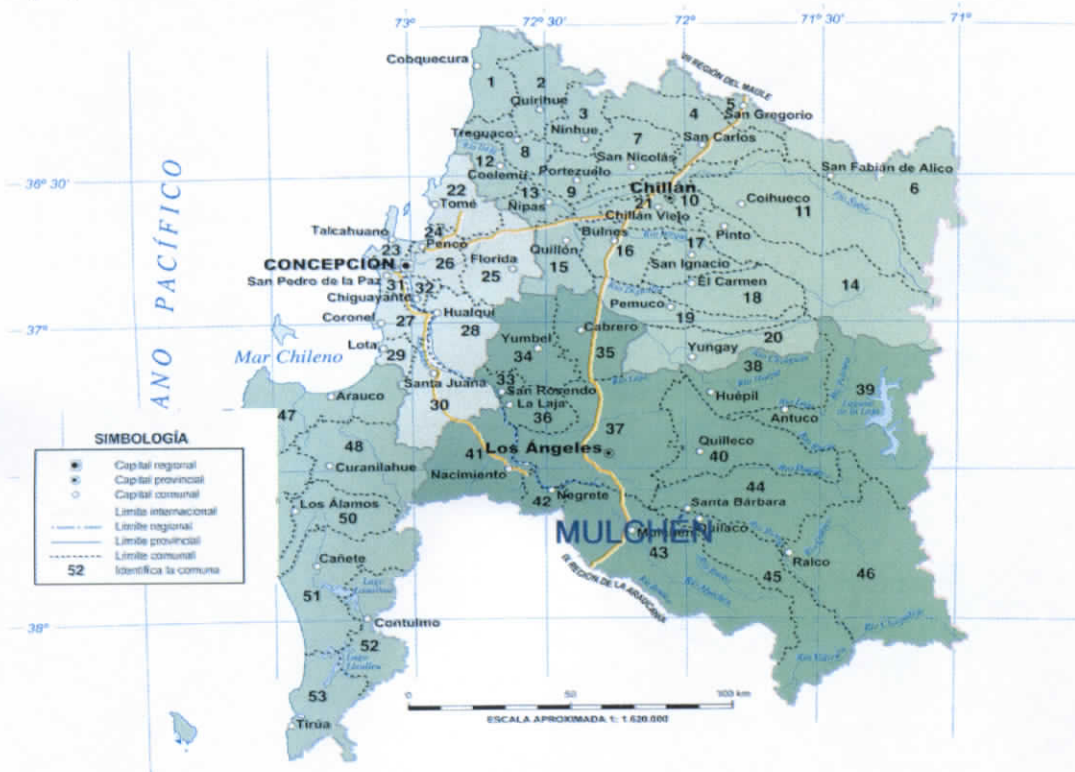 73°
72° 30'
72°
71° 30'
71°
Cobquecura
1
2
Quirihue
3
Ninhue
4
5
VII REGIÓN DEL MAULE
San Gregorio
San Carlos
Treguaco
8
7
12
Coelemu
San Nicolás
Portezuelo
9
13
Ñipas
San Fabián de Alico
6
36° 30'
22
Tomé
Chillán
21
10
Chillán Viejo
Coihueco
11
Talcahuano
23
24
Penco
26
Florida
25
Quillón
15
Bulnes
16
17
Pinto
San Ignacio
CONCEPCIÓN
San Pedro de la Paz
31
32
Chiguayante
El Carmen
18
14
Pemuco
19
20
Coronel
27
Hualqui
28
37°
Mar Chileno
Lota
29
Yumbel
34
Cabrero
35
Yungay
38
39
Santa Juana
30
33
San Rosendo
La Laja
36
Huépil
Antuco
Laguna de la Laja
ANO PACÍFICO
Arauco
47
48
37
Los Ángeles
Quilleco
40
41
Nacimiento
Curanilahue
42
Negrete
44
Santa Bárbara
Los Álamos
50
MULCHÉN
Quilaco
43
45
46
Ralco
Cañete
51
IX REGIÓN DE LA ARAUCANÍA
38°
Contulmo
52
53
Tirúa
SIMBOLOGÍA
Capital regional
Capital provincial
Capital comunal
Límite internacional
Límite regional
Límite provincial
Límite comunal
52 Identifica la comuna
0 50 100 km
ESCALA APROXIMADA 1: 1.620.000